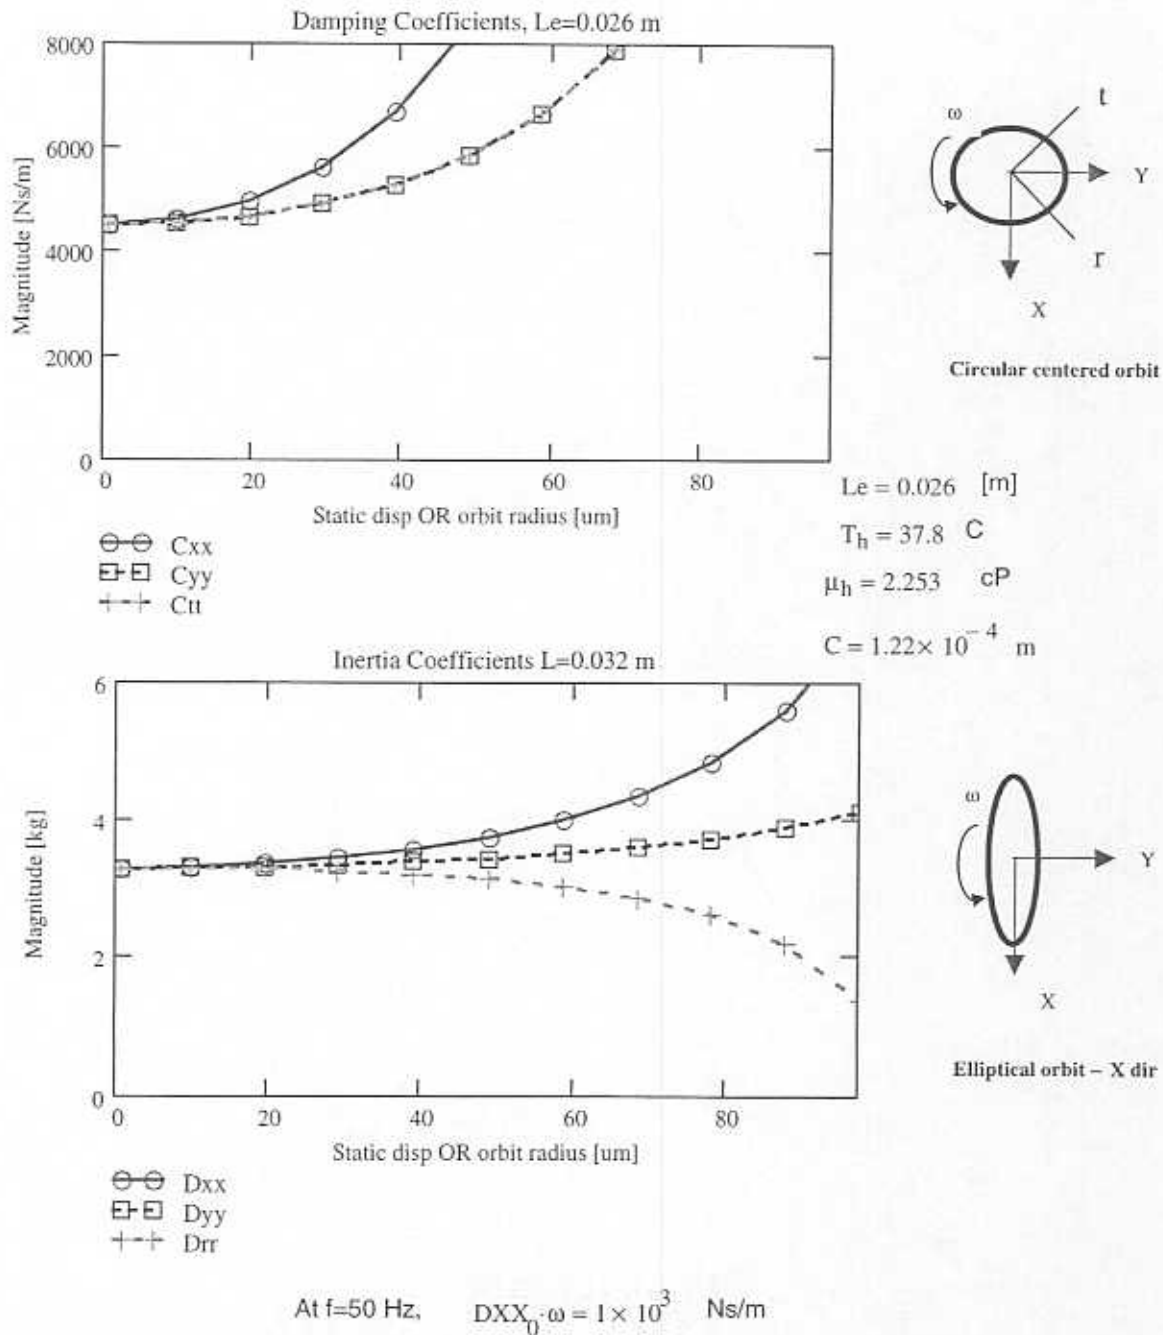 Damping Coefficients, Le=0.026 m
8000
6000
4000
2000
0
Magnitude [Ns/m]
0 20 40 60 80
Static disp OR orbit radius [um]
Cxx
Cyy
Ctt
ω
t
Y
r
X
Circular centered orbit
Le = 0.026 [m]
T_h = 37.8 C
μ_h = 2.253 cP
C = 1.22× 10^-4 m
Inertia Coefficients L=0.032 m
6
4
2
0
Magnitude [kg]
0 20 40 60 80
Static disp OR orbit radius [um]
Dxx
Dyy
Drr
ω
Y
X
Elliptical orbit – X dir
At f=50 Hz, DXX_0·ω = 1 × 10^3 Ns/m